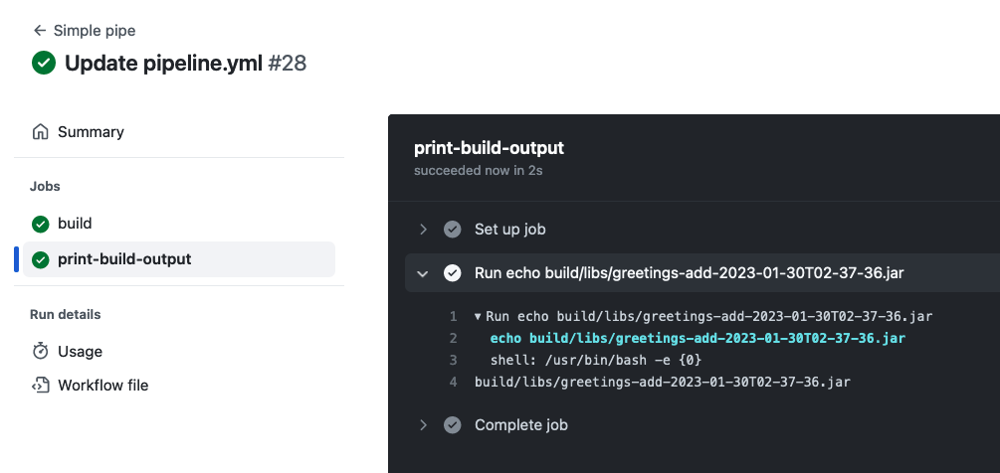 ← Simple pipe
Update pipeline.yml #28
Summary
Jobs
build
print-build-output
Run details
Usage
Workflow file
print-build-output
succeeded now in 2s
Set up job
Run echo build/libs/greetings-add-2023-01-30T02-37-36.jar
1 ▼ Run echo build/libs/greetings-add-2023-01-30T02-37-36.jar
2 echo build/libs/greetings-add-2023-01-30T02-37-36.jar
3 shell: /usr/bin/bash -e {0}
4 build/libs/greetings-add-2023-01-30T02-37-36.jar
Complete job